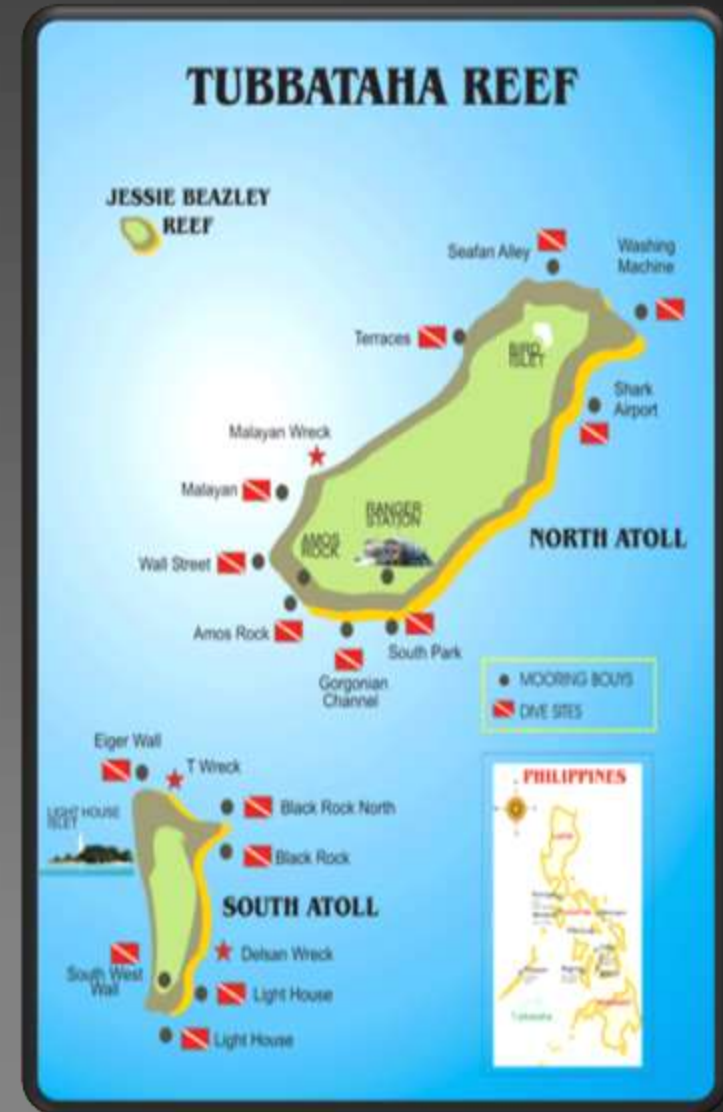 TUBBATAHA REEF
JESSIE BEAZLEY
REEF
Seafan Alley
Washing
Machine
Terraces
BIRD
ISLET
Shark
Airport
Malayan Wreck
Malayan
RANGER
STATION
AMOS
ROCK
NORTH ATOLL
Wall Street
Amos Rock
South Park
Gorgonian
Channel
MOORING BOUYS
DIVE SITES
Eiger Wall
T Wreck
LIGHT HOUSE
ISLET
Black Rock North
Black Rock
SOUTH ATOLL
Delsan Wreck
South West
Wall
Light House
Light House
PHILIPPINES